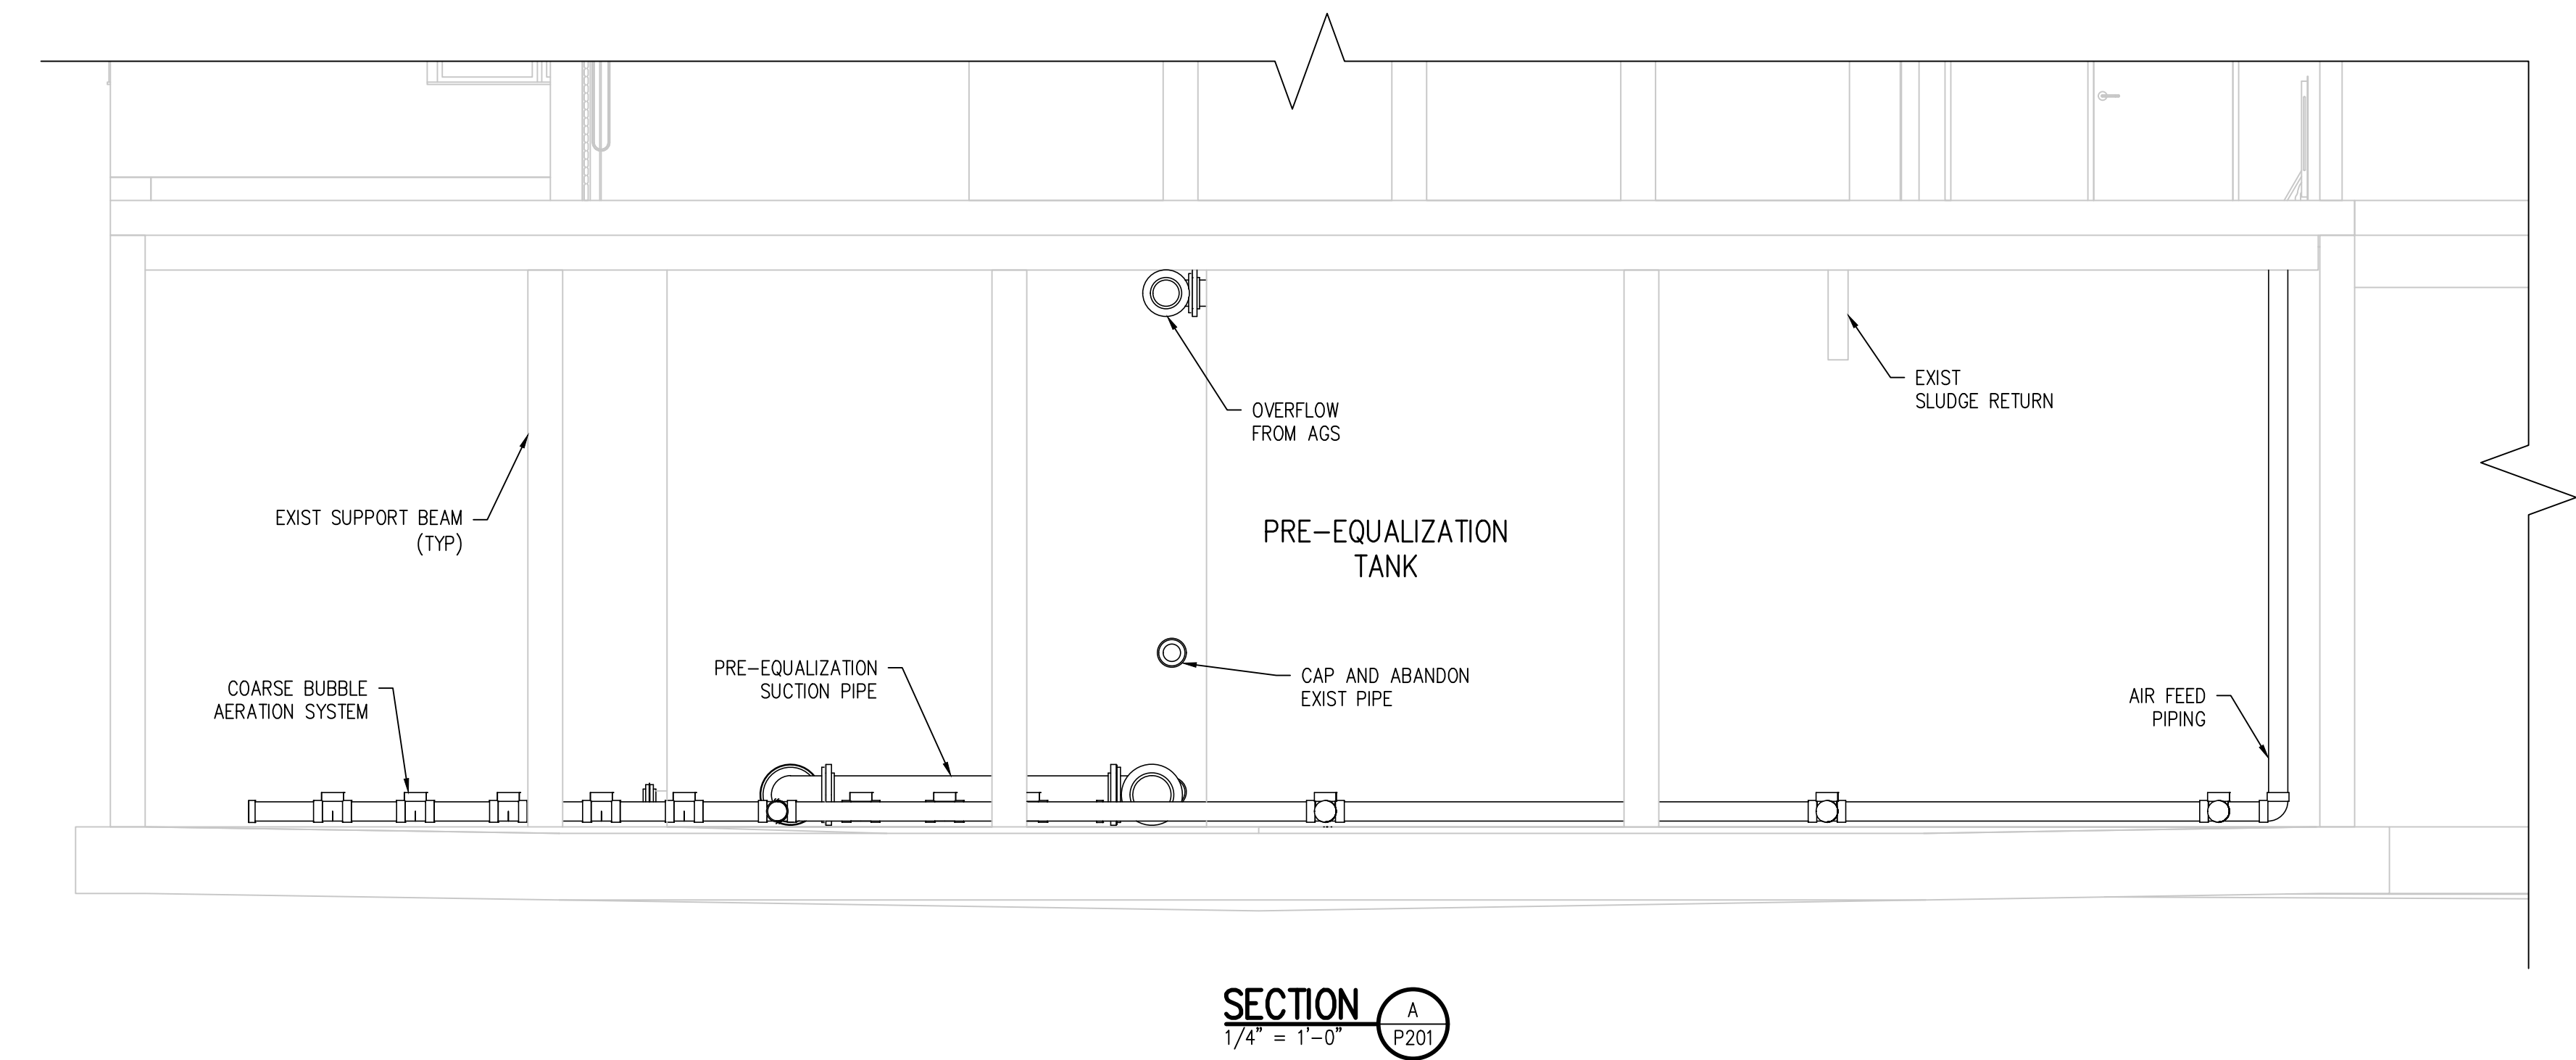 OVERFLOW
FROM AGS
EXIST
SLUDGE RETURN
EXIST SUPPORT BEAM
(TYP)
PRE-EQUALIZATION
TANK
PRE-EQUALIZATION
SUCTION PIPE
CAP AND ABANDON
EXIST PIPE
COARSE BUBBLE
AERATION SYSTEM
AIR FEED
PIPING
SECTION
1/4" = 1'-0"
A
P201